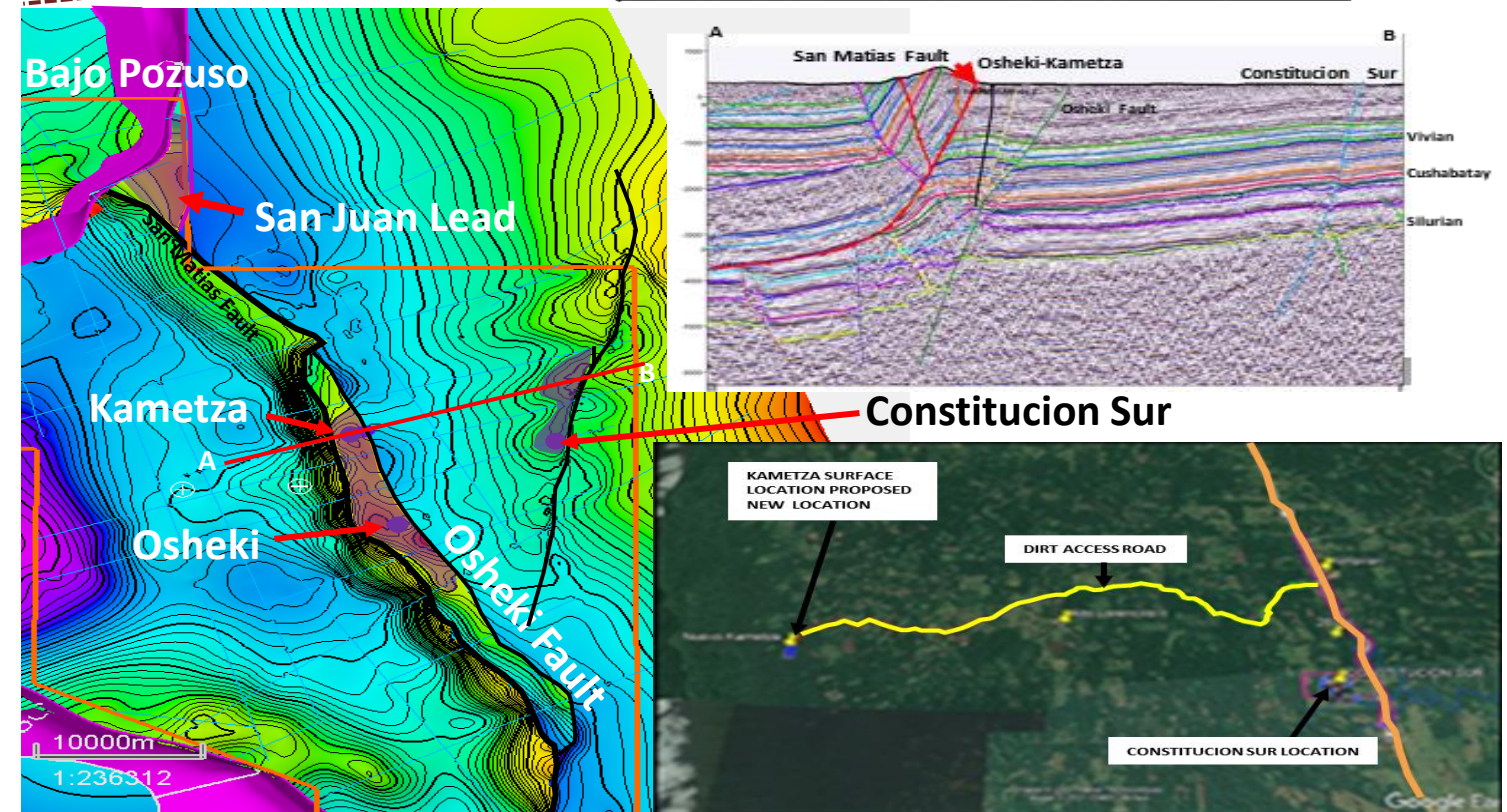 Bajo Pozuso
San Juan Lead
San Matias Fault
Kametza
A
B
Osheki
Osheki Fault
Constitucion Sur
10000m
1:236312
A
B
San Matias Fault
Osheki-Kametza
Constitucion Sur
Osheki Fault
Vivian
Cushabatay
Silurian
KAMETZA SURFACE
LOCATION PROPOSED
NEW LOCATION
DIRT ACCESS ROAD
Nuevo Kametza
CONSTITUCION SUR LOCATION
Google